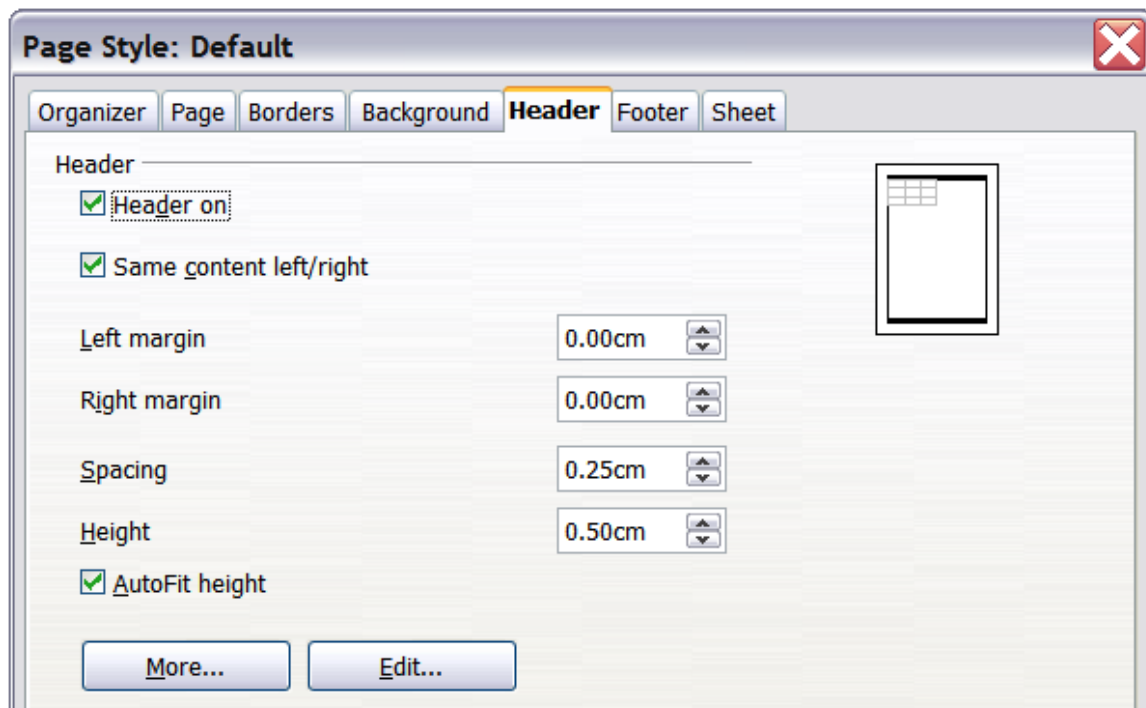 Page Style: Default
Organizer Page Borders Background Header Footer Sheet
Header
Header on
Same content left/right
Left margin 0.00cm
Right margin 0.00cm
Spacing 0.25cm
Height 0.50cm
AutoFit height
More... Edit...